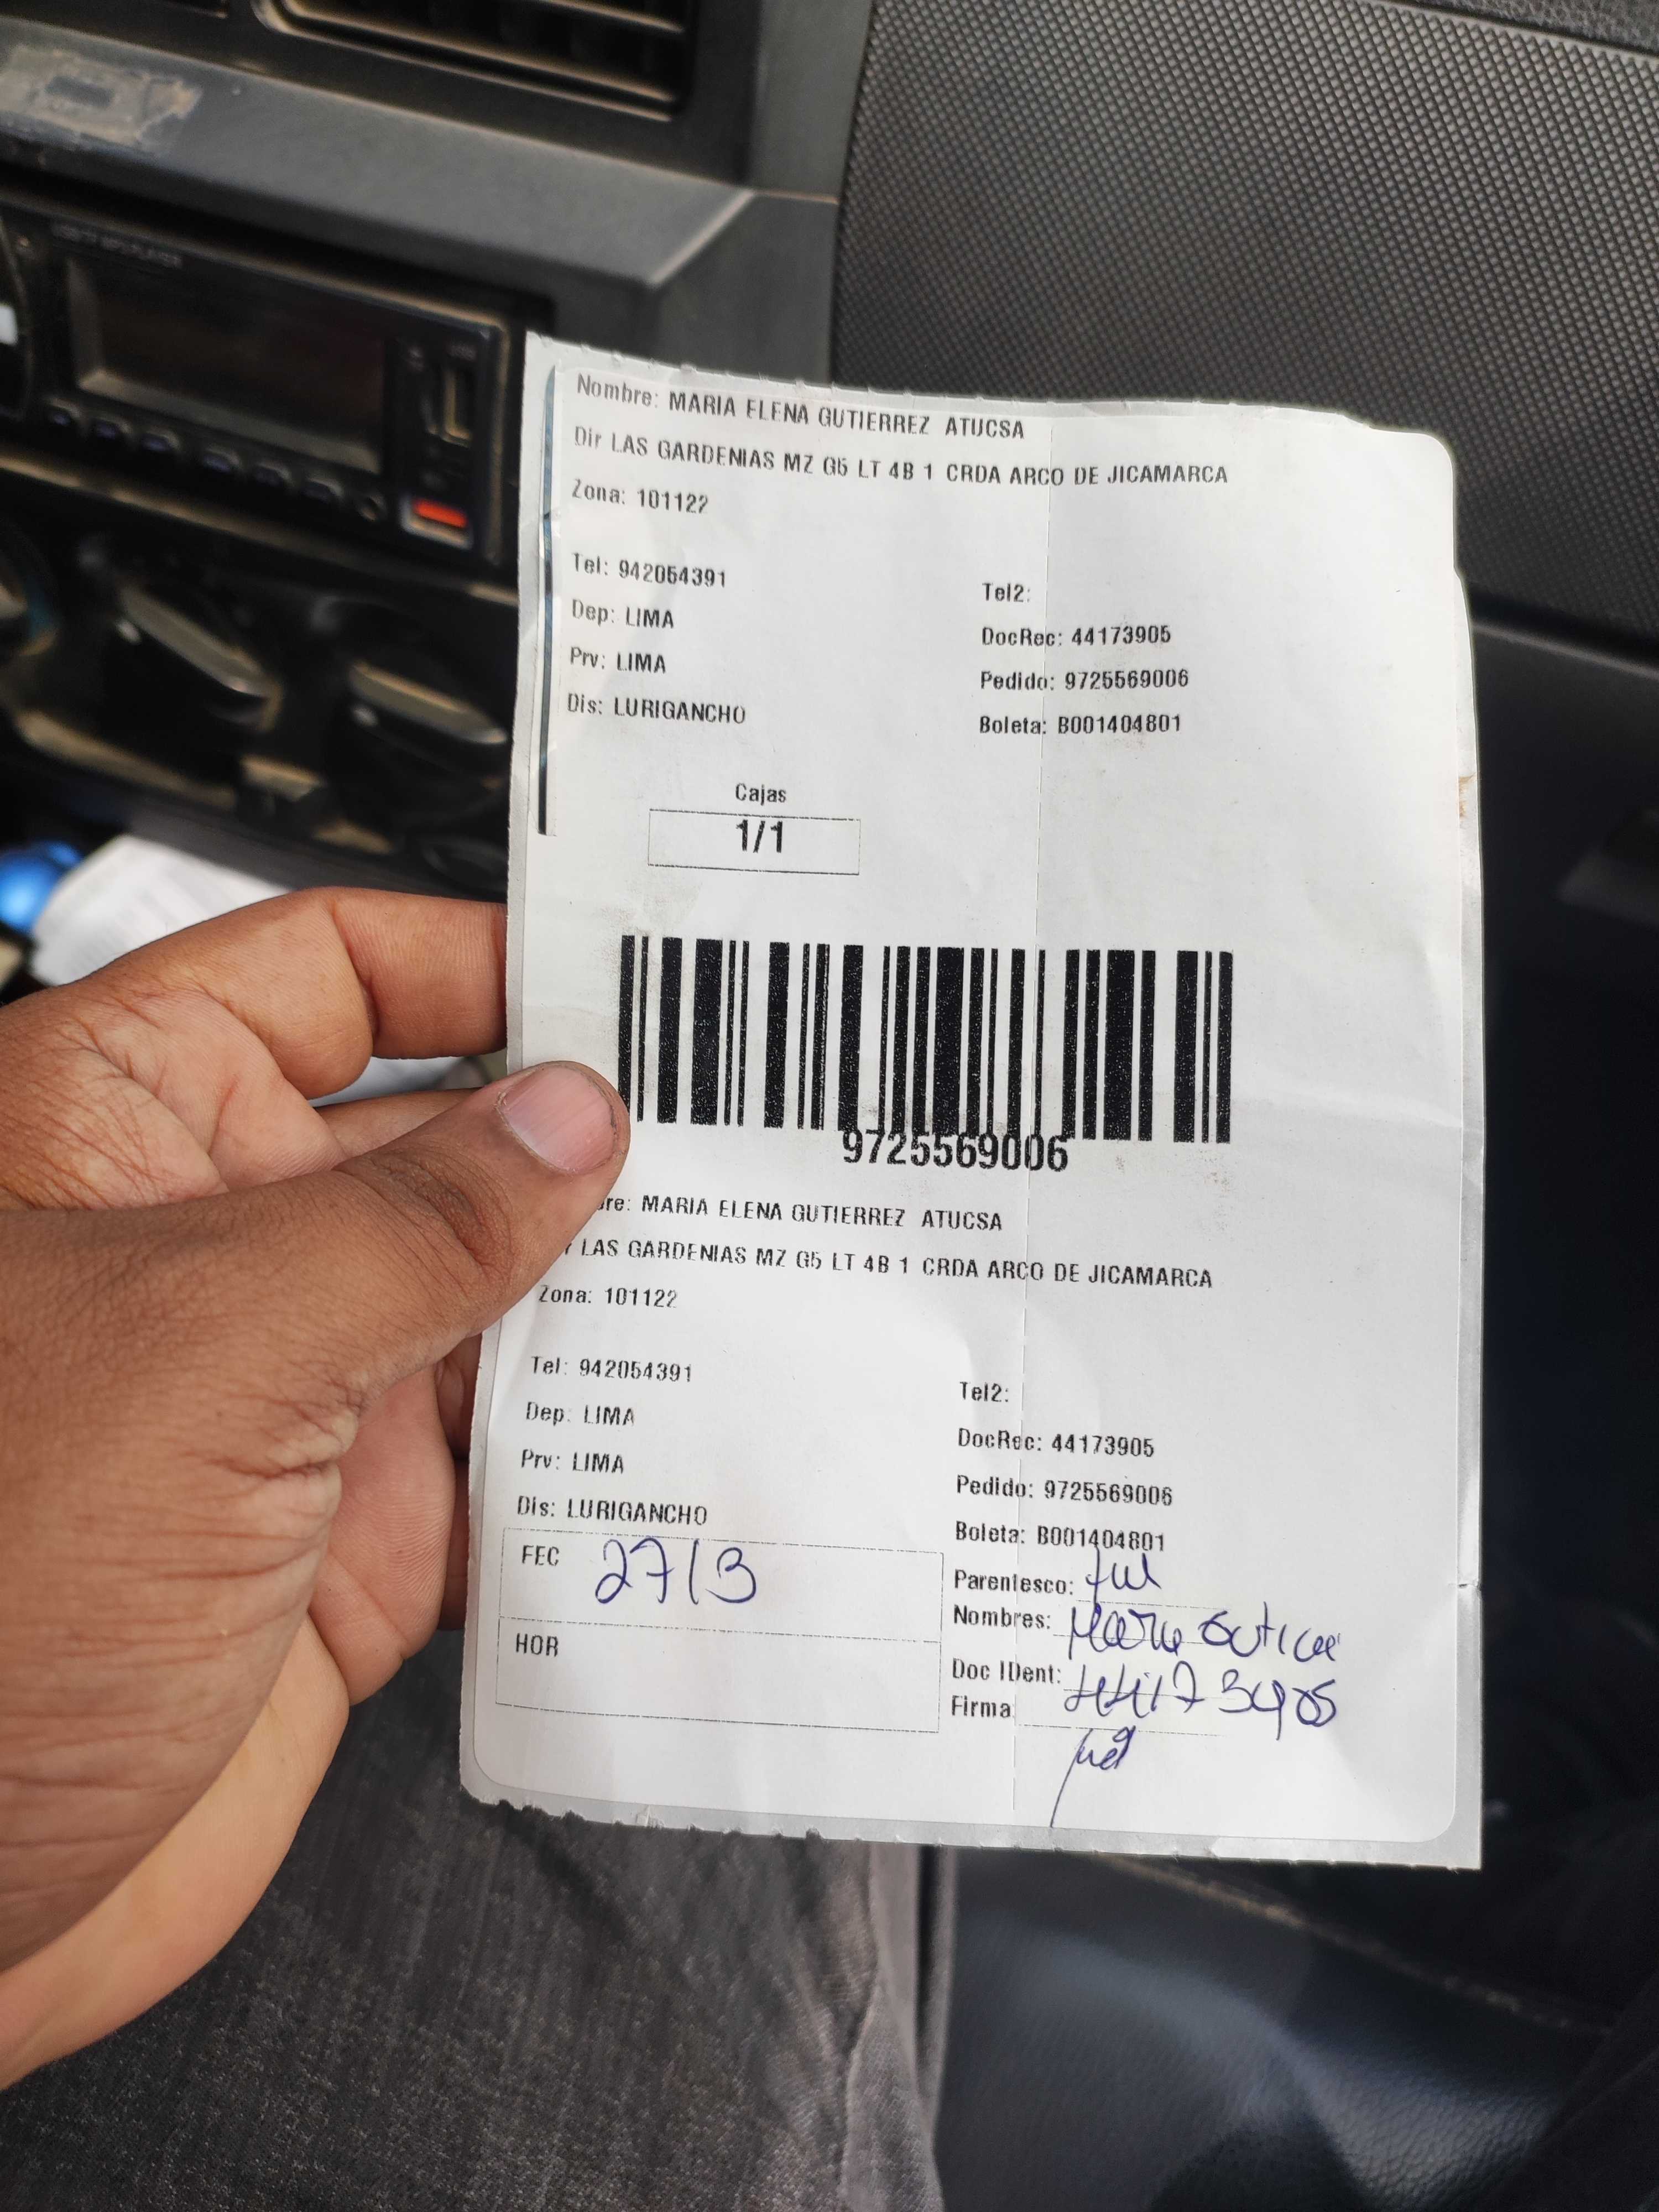 Nombre: MARIA ELENA GUTIERREZ ATUCSA
Dir LAS GARDENIAS MZ G5 LT 4B 1 CRDA ARCO DE JICAMARCA
Zona: 101122
Tel: 942054391
Tel2:
Dep: LIMA
DocRec: 44173905
Prv: LIMA
Pedido: 9725569006
Dis: LURIGANCHO
Boleta: B001404801
Cajas
1/1
9725569006
bre: MARIA ELENA GUTIERREZ ATUCSA
LAS GARDENIAS MZ G5 LT 4B 1 CRDA ARCO DE JICAMARCA
Zona: 101122
Tel: 942054391
Tel2:
Dep: LIMA
DocRec: 44173905
Prv: LIMA
Pedido: 9725569006
Dis: LURIGANCHO
Boleta: B001404801
FEC 27/3
Parentesco:
Nombres:
HOR
Doc IDent: 44173905
Firma